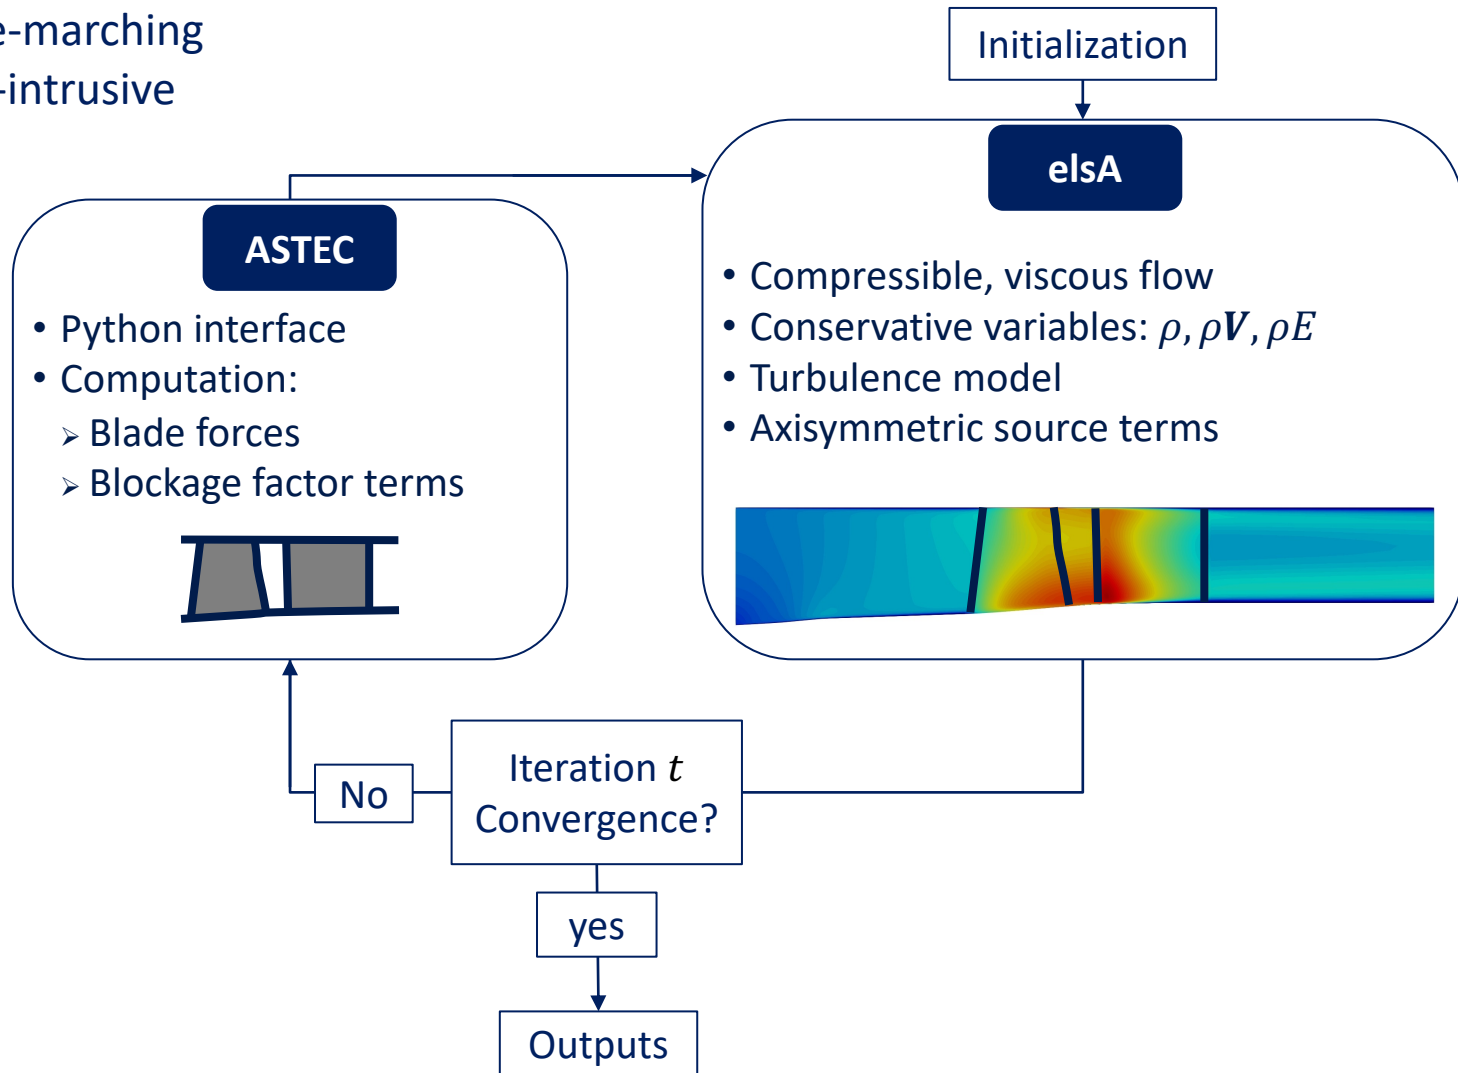 e-marching
-intrusive
Initialization
elsA
• Compressible, viscous flow
• Conservative variables: ρ, ρV, ρE
• Turbulence model
• Axisymmetric source terms
ASTEC
• Python interface
• Computation:
➢ Blade forces
➢ Blockage factor terms
Iteration t
Convergence?
No
yes
Outputs